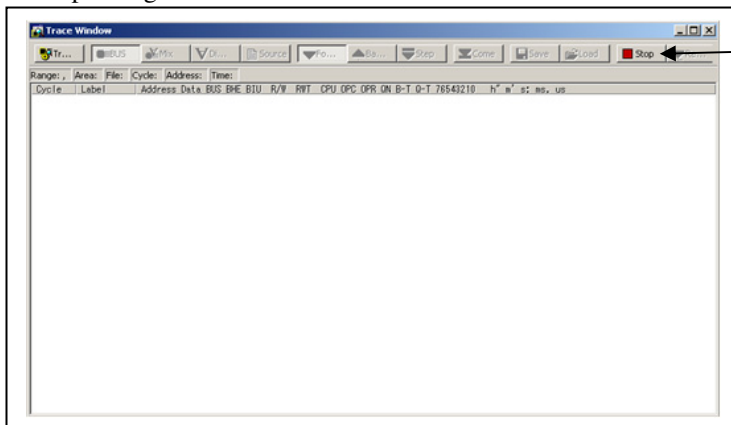 Trace Window
Tr... BUS Mix DI... Source Fo... Ba... Step Come Save Load Stop Re...
Range: , Area: File: Cycle: Address: Time:
Cycle Label Address Data BUS BHE BIU R/W RWT CPU OPC OPR QN B-T Q-T 76543210 h" m' s: ms. us